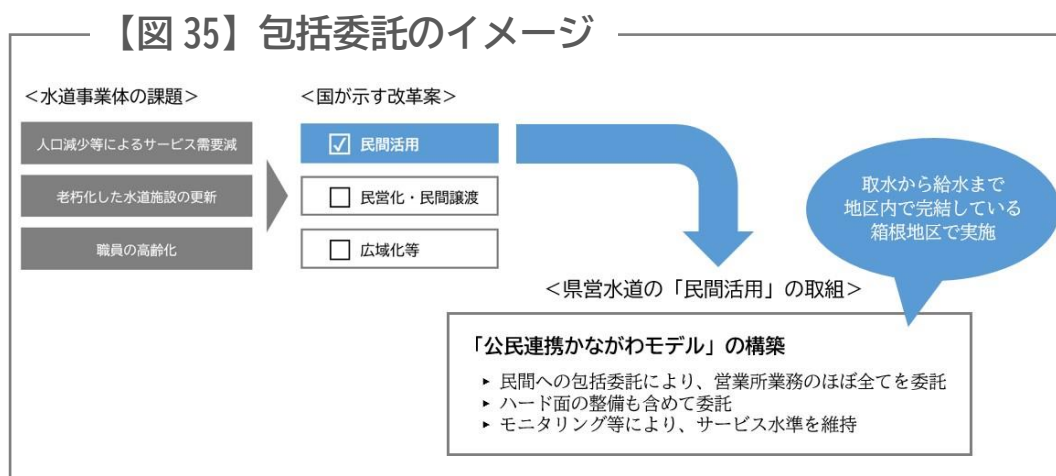 【図 35】包括委託のイメージ
＜水道事業体の課題＞
人口減少等によるサービス需要減
老朽化した水道施設の更新
職員の高齢化
＜国が示す改革案＞
☑ 民間活用
☐ 民営化・民間譲渡
☐ 広域化等
取水から給水まで
地区内で完結している
箱根地区で実施
＜県営水道の「民間活用」の取組＞
「公民連携かながわモデル」の構築
▸ 民間への包括委託により、営業所業務のほぼ全てを委託
▸ ハード面の整備も含めて委託
▸ モニタリング等により、サービス水準を維持